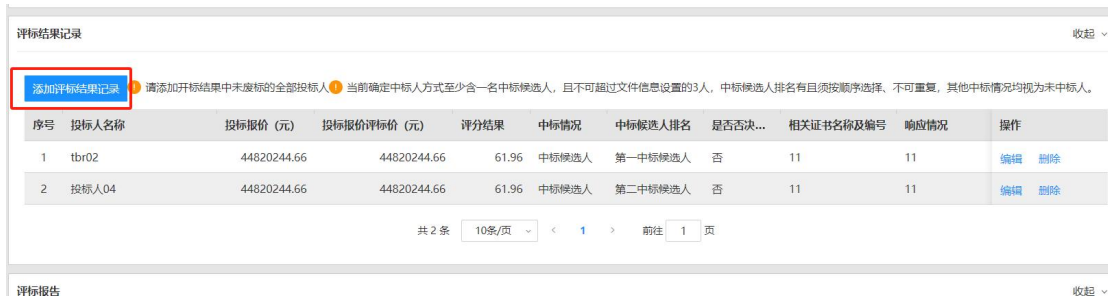 评标结果记录 收起
添加评标结果记录 请添加开标结果中未废标的全部投标人 当前确定中标人方式至少含一名中标候选人，且不可超过文件信息设置的3人，中标候选人排名有且须按顺序选择、不可重复，其他中标情况均视为未中标人。
序号 投标人名称 投标报价（元） 投标报价评标价（元） 评分结果 中标情况 中标候选人排名 是否否决... 相关证书名称及编号 响应情况 操作
1 tbr02 44820244.66 44820244.66 61.96 中标候选人 第一中标候选人 否 11 11 编辑 删除
2 投标人04 44820244.66 44820244.66 61.96 中标候选人 第二中标候选人 否 11 11 编辑 删除
共 2 条 10条/页 < 1 > 前往 1 页
评标报告 收起